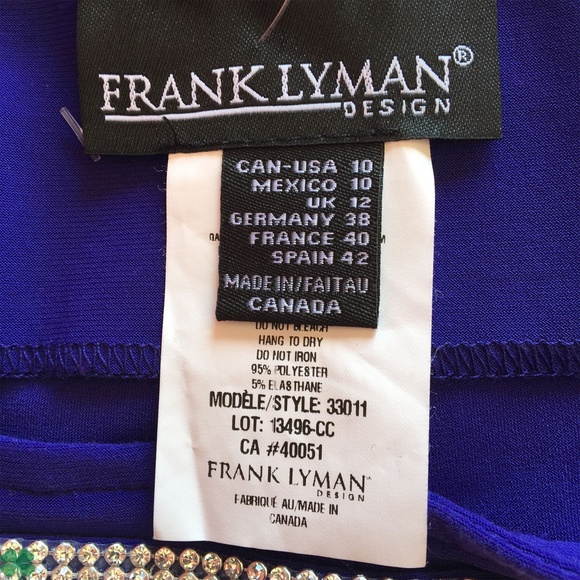 FRANK LYMAN®
DESIGN
CAN-USA 10
MEXICO 10
UK 12
GERMANY 38
FRANCE 40
SPAIN 42
MADE IN/FAIT AU
CANADA
DO NOT BLEACH
HANG TO DRY
DO NOT IRON
95% POLYESTER
5% ELASTHANE
MODÈLE/STYLE: 33011
LOT: 13496-CC
CA #40051
FRANK LYMAN
DESIGN
FABRIQUÉ AU/MADE IN
CANADA